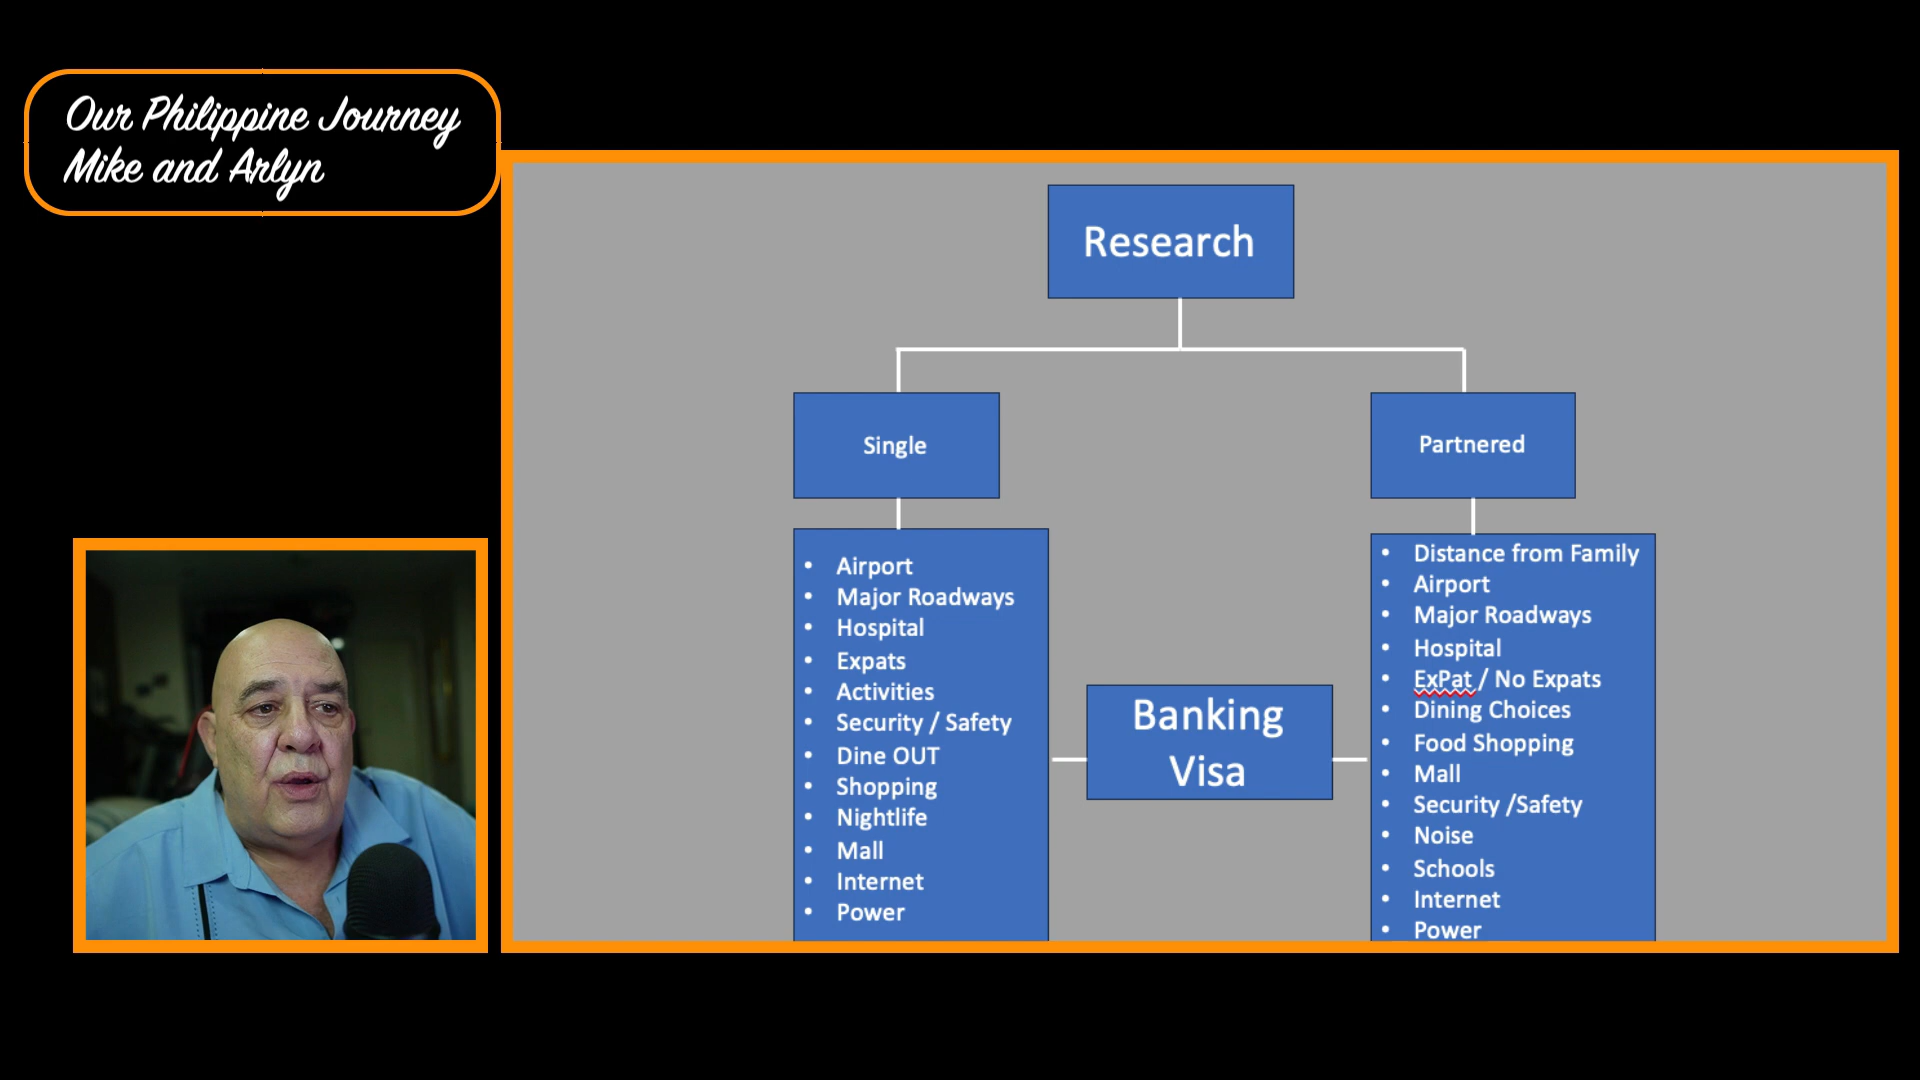 Our Philippine Journey
Mike and Arlyn
Research
Single
Partnered
• Airport
• Major Roadways
• Hospital
• Expats
• Activities
• Security / Safety
• Dine OUT
• Shopping
• Nightlife
• Mall
• Internet
• Power
Banking
Visa
• Distance from Family
• Airport
• Major Roadways
• Hospital
• ExPat / No Expats
• Dining Choices
• Food Shopping
• Mall
• Security /Safety
• Noise
• Schools
• Internet
• Power